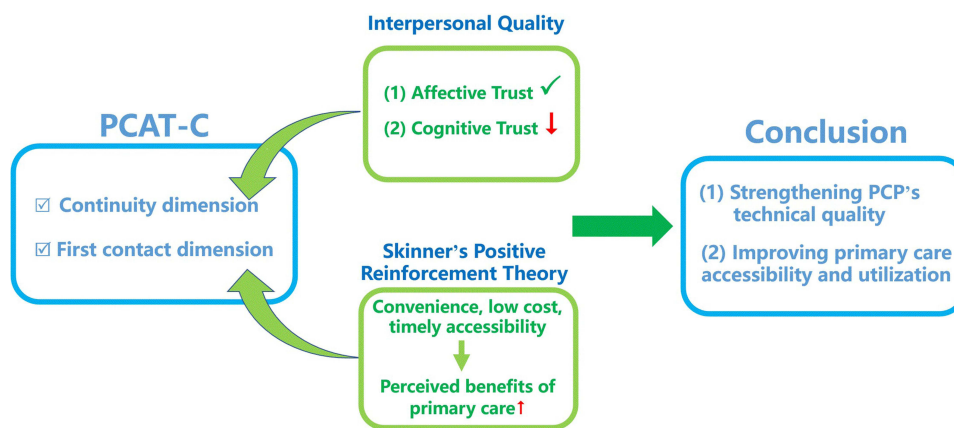 PCAT-C
☑ Continuity dimension
☑ First contact dimension
Interpersonal Quality
(1) Affective Trust ✓
(2) Cognitive Trust ↓
Skinner's Positive
Reinforcement Theory
Convenience, low cost,
timely accessibility
Perceived benefits of
primary care↑
Conclusion
(1) Strengthening PCP's
technical quality
(2) Improving primary care
accessibility and utilization